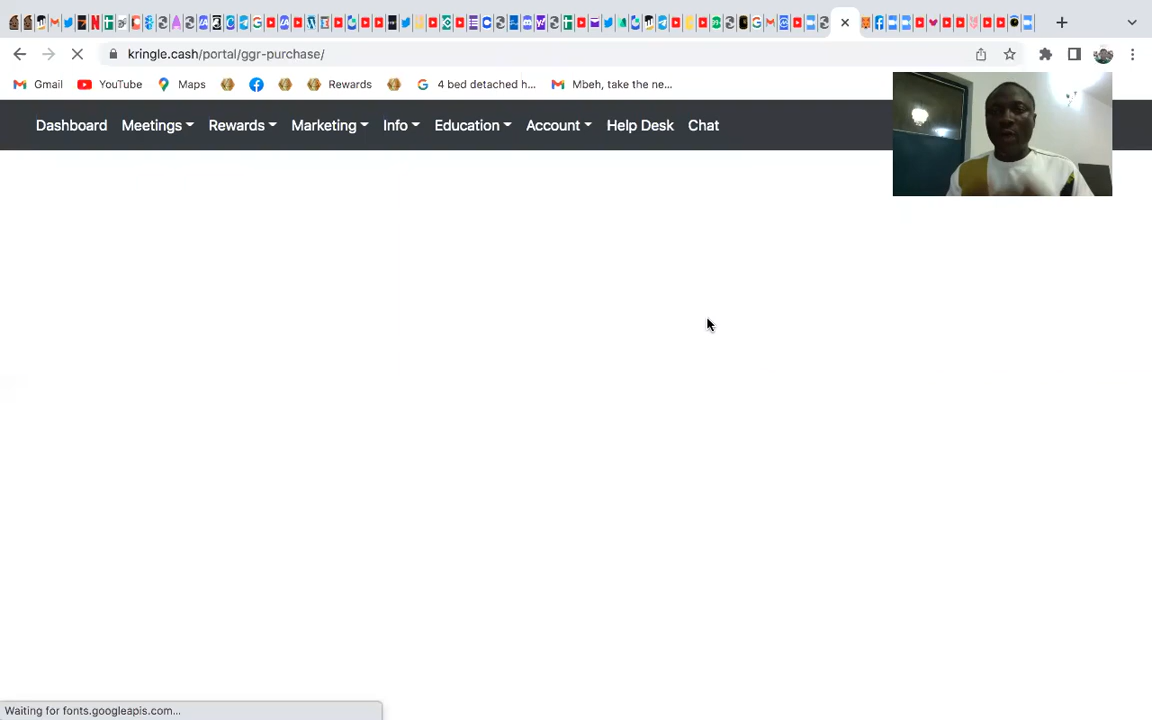 kringle.cash/portal/ggr-purchase/
Gmail
YouTube
Maps
Rewards
4 bed detached h...
Mbeh, take the ne...
Dashboard
Meetings
Rewards
Marketing
Info
Education
Account
Help Desk
Chat
Waiting for fonts.googleapis.com...